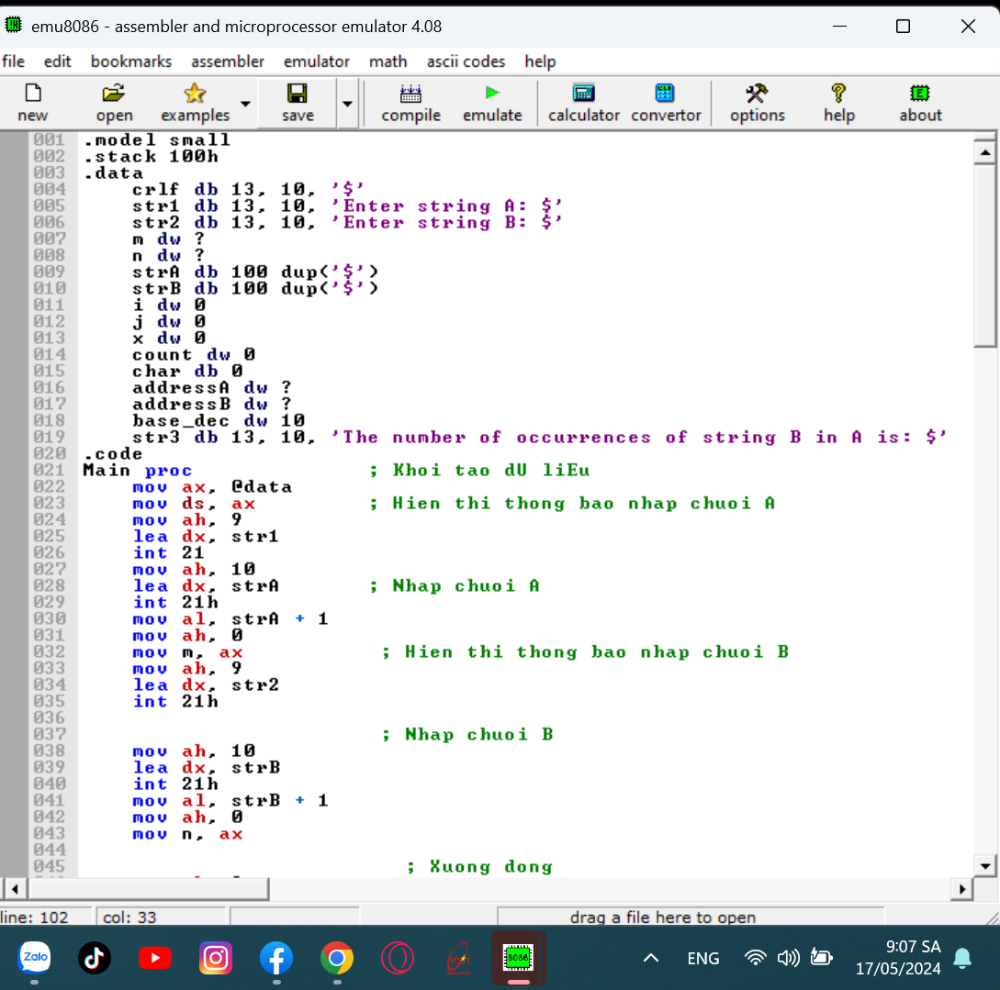 emu8086 - assembler and microprocessor emulator 4.08
file edit bookmarks assembler emulator math ascii codes help
new open examples save compile emulate calculator convertor options help about
001 .model small
002 .stack 100h
003 .data
004 crlf db 13, 10, '$'
005 str1 db 13, 10, 'Enter string A: $'
006 str2 db 13, 10, 'Enter string B: $'
007 m dw ?
008 n dw ?
009 strA db 100 dup('$')
010 strB db 100 dup('$')
011 i dw 0
012 j dw 0
013 x dw 0
014 count dw 0
015 char db 0
016 addressA dw ?
017 addressB dw ?
018 base_dec dw 10
019 str3 db 13, 10, 'The number of occurrences of string B in A is: $'
020 .code
021 Main proc ; Khoi tao dU liEu
022 mov ax, @data
023 mov ds, ax ; Hien thi thong bao nhap chuoi A
024 mov ah, 9
025 lea dx, str1
026 int 21
027 mov ah, 10
028 lea dx, strA ; Nhap chuoi A
029 int 21h
030 mov al, strA + 1
031 mov ah, 0
032 mov m, ax ; Hien thi thong bao nhap chuoi B
033 mov ah, 9
034 lea dx, str2
035 int 21h
036
037 ; Nhap chuoi B
038 mov ah, 10
039 lea dx, strB
040 int 21h
041 mov al, strB + 1
042 mov ah, 0
043 mov n, ax
044
045 ; Xuong dong
line: 102 col: 33 drag a file here to open
Zalo 8086 ENG 9:07 SA
17/05/2024